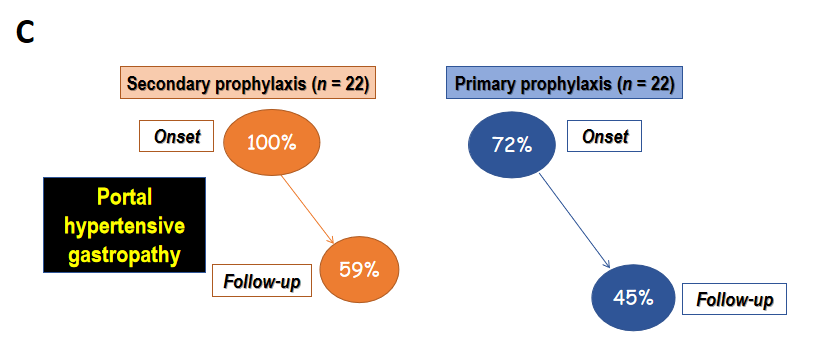 C
Secondary prophylaxis (n = 22)
Primary prophylaxis (n = 22)
Onset
100%
72%
Onset
Portal
hypertensive
gastropathy
Follow-up
59%
45%
Follow-up